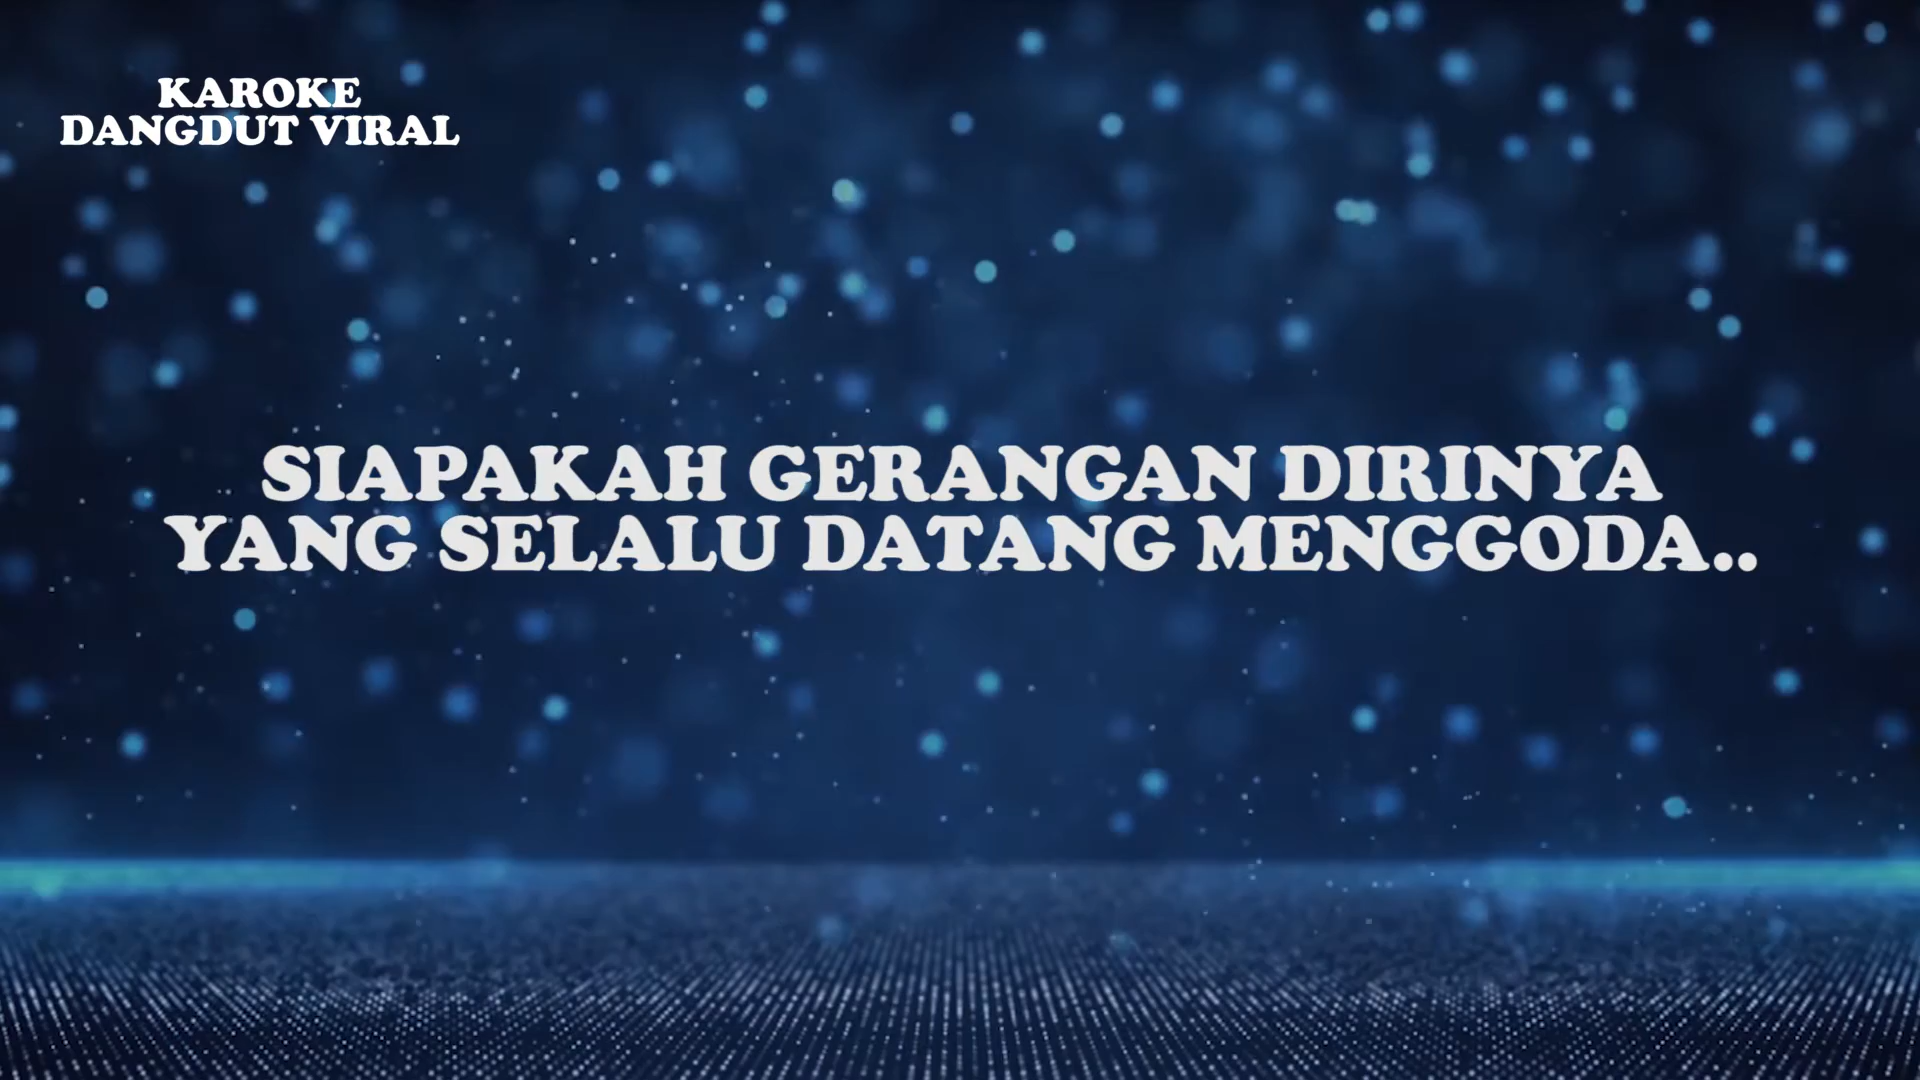 KAROKE
DANGDUT VIRAL
SIAPAKAH GERANGAN DIRINYA
YANG SELALU DATANG MENGGODA..